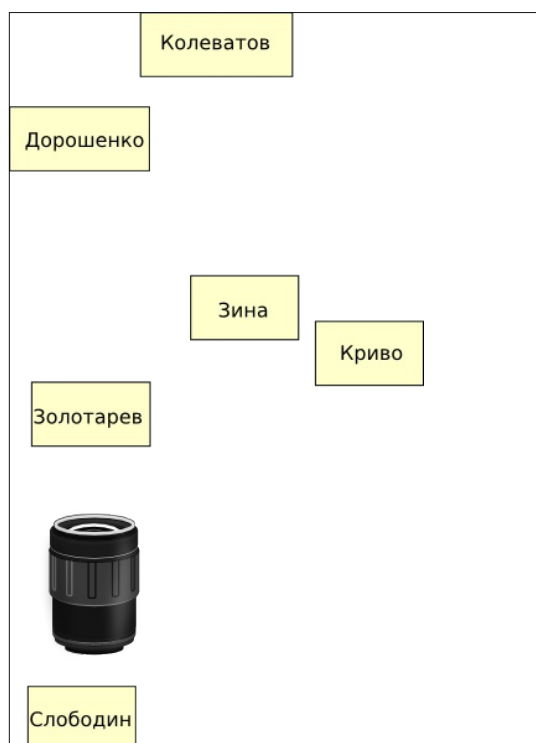 Колеватов
Дорошенко
Зина
Криво
Золотарев
Слободин